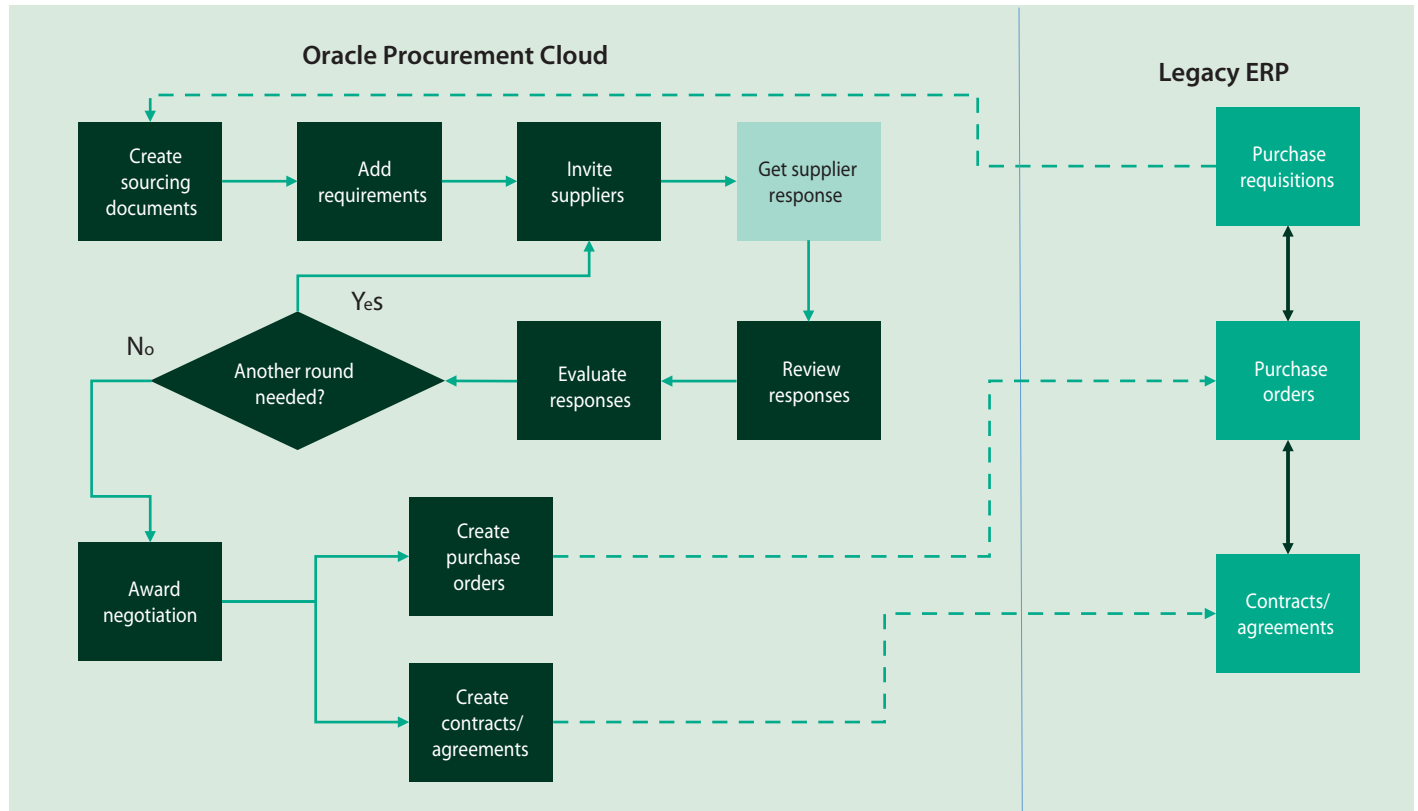 Oracle Procurement Cloud
Legacy ERP
Create
sourcing
documents
Add
requirements
Invite
suppliers
Get supplier
response
Purchase
requisitions
Yes
No
Another round
needed?
Evaluate
responses
Review
responses
Purchase
orders
Create
purchase
orders
Award
negotiation
Contracts/
agreements
Create
contracts/
agreements